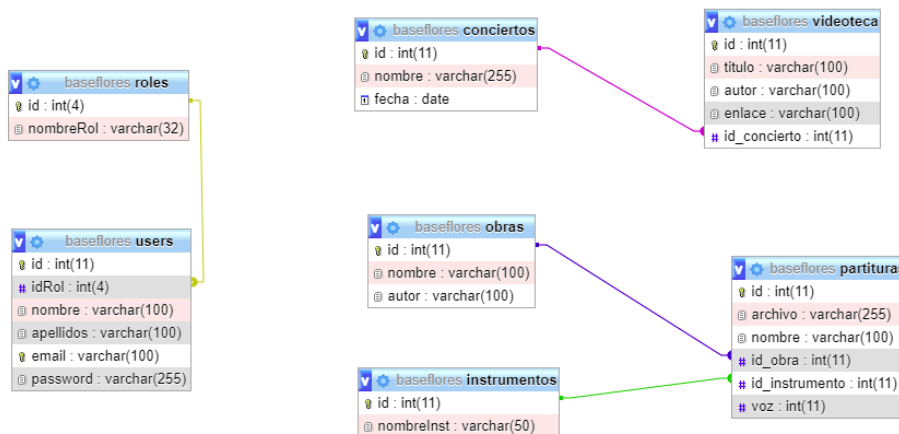 baseflores roles
id : int(4)
nombreRol : varchar(32)
baseflores users
id : int(11)
idRol : int(4)
nombre : varchar(100)
apellidos : varchar(100)
email : varchar(100)
password : varchar(255)
baseflores conciertos
id : int(11)
nombre : varchar(255)
fecha : date
baseflores videoteca
id : int(11)
titulo : varchar(100)
autor : varchar(100)
enlace : varchar(100)
# id_concierto : int(11)
baseflores obras
id : int(11)
nombre : varchar(100)
autor : varchar(100)
baseflores instrumentos
id : int(11)
nombreInst : varchar(50)
baseflores partituras
id : int(11)
archivo : varchar(255)
nombre : varchar(100)
# id_obra : int(11)
# id_instrumento : int(11)
# voz : int(11)